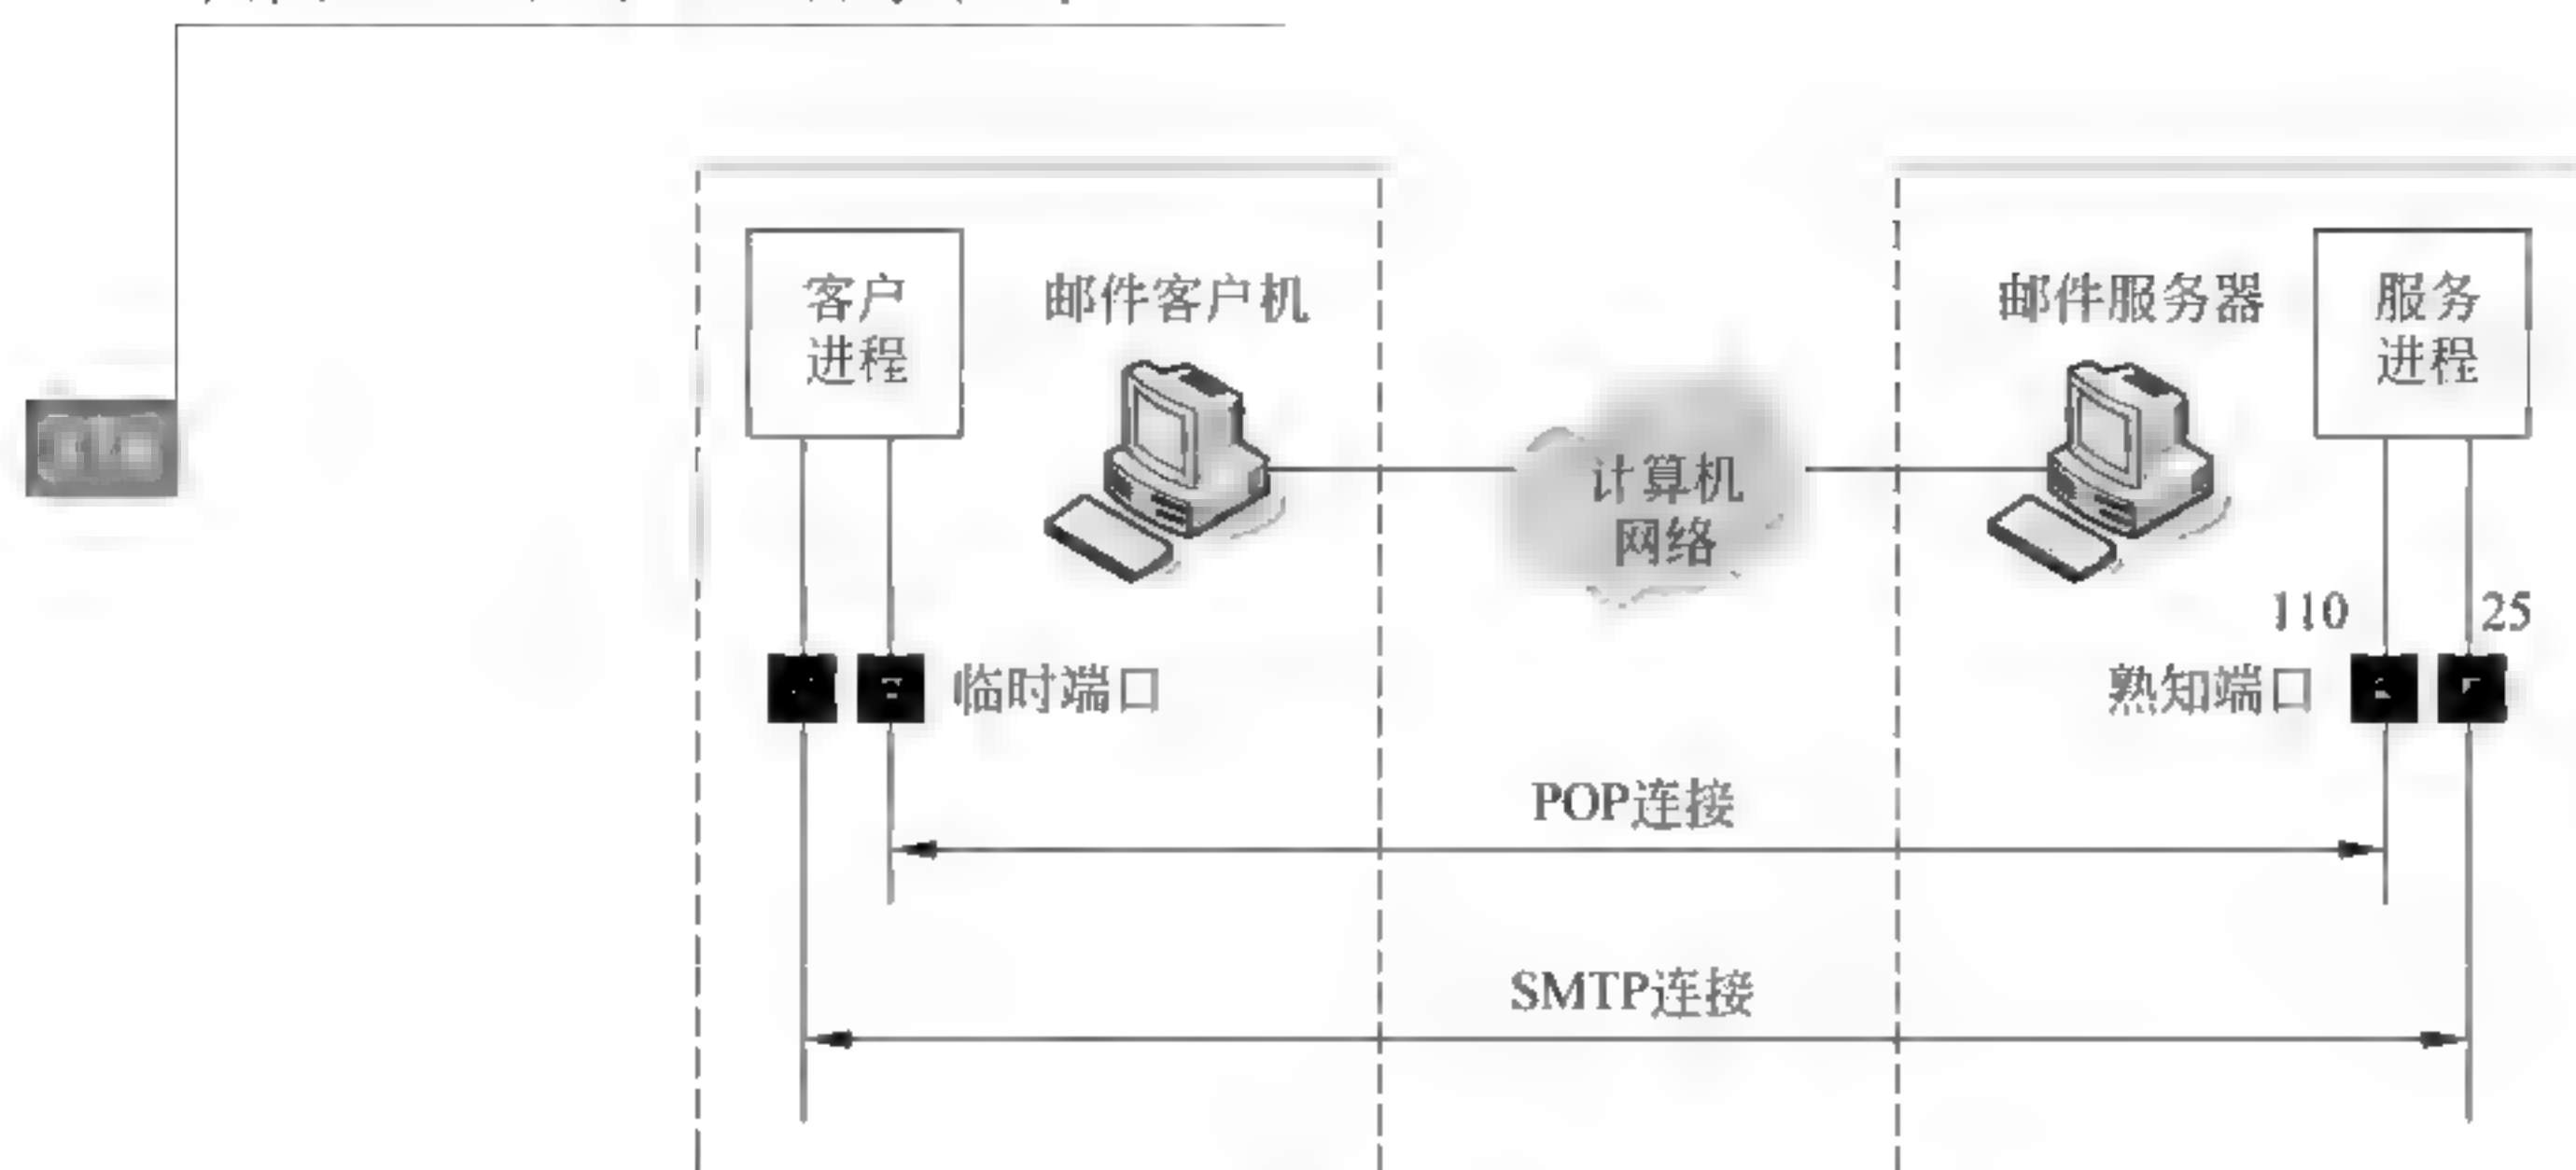 客户
进程
邮件客户机
邮件服务器
服务
进程
计算机
网络
110
25
临时端口
熟知端口
POP连接
SMTP连接